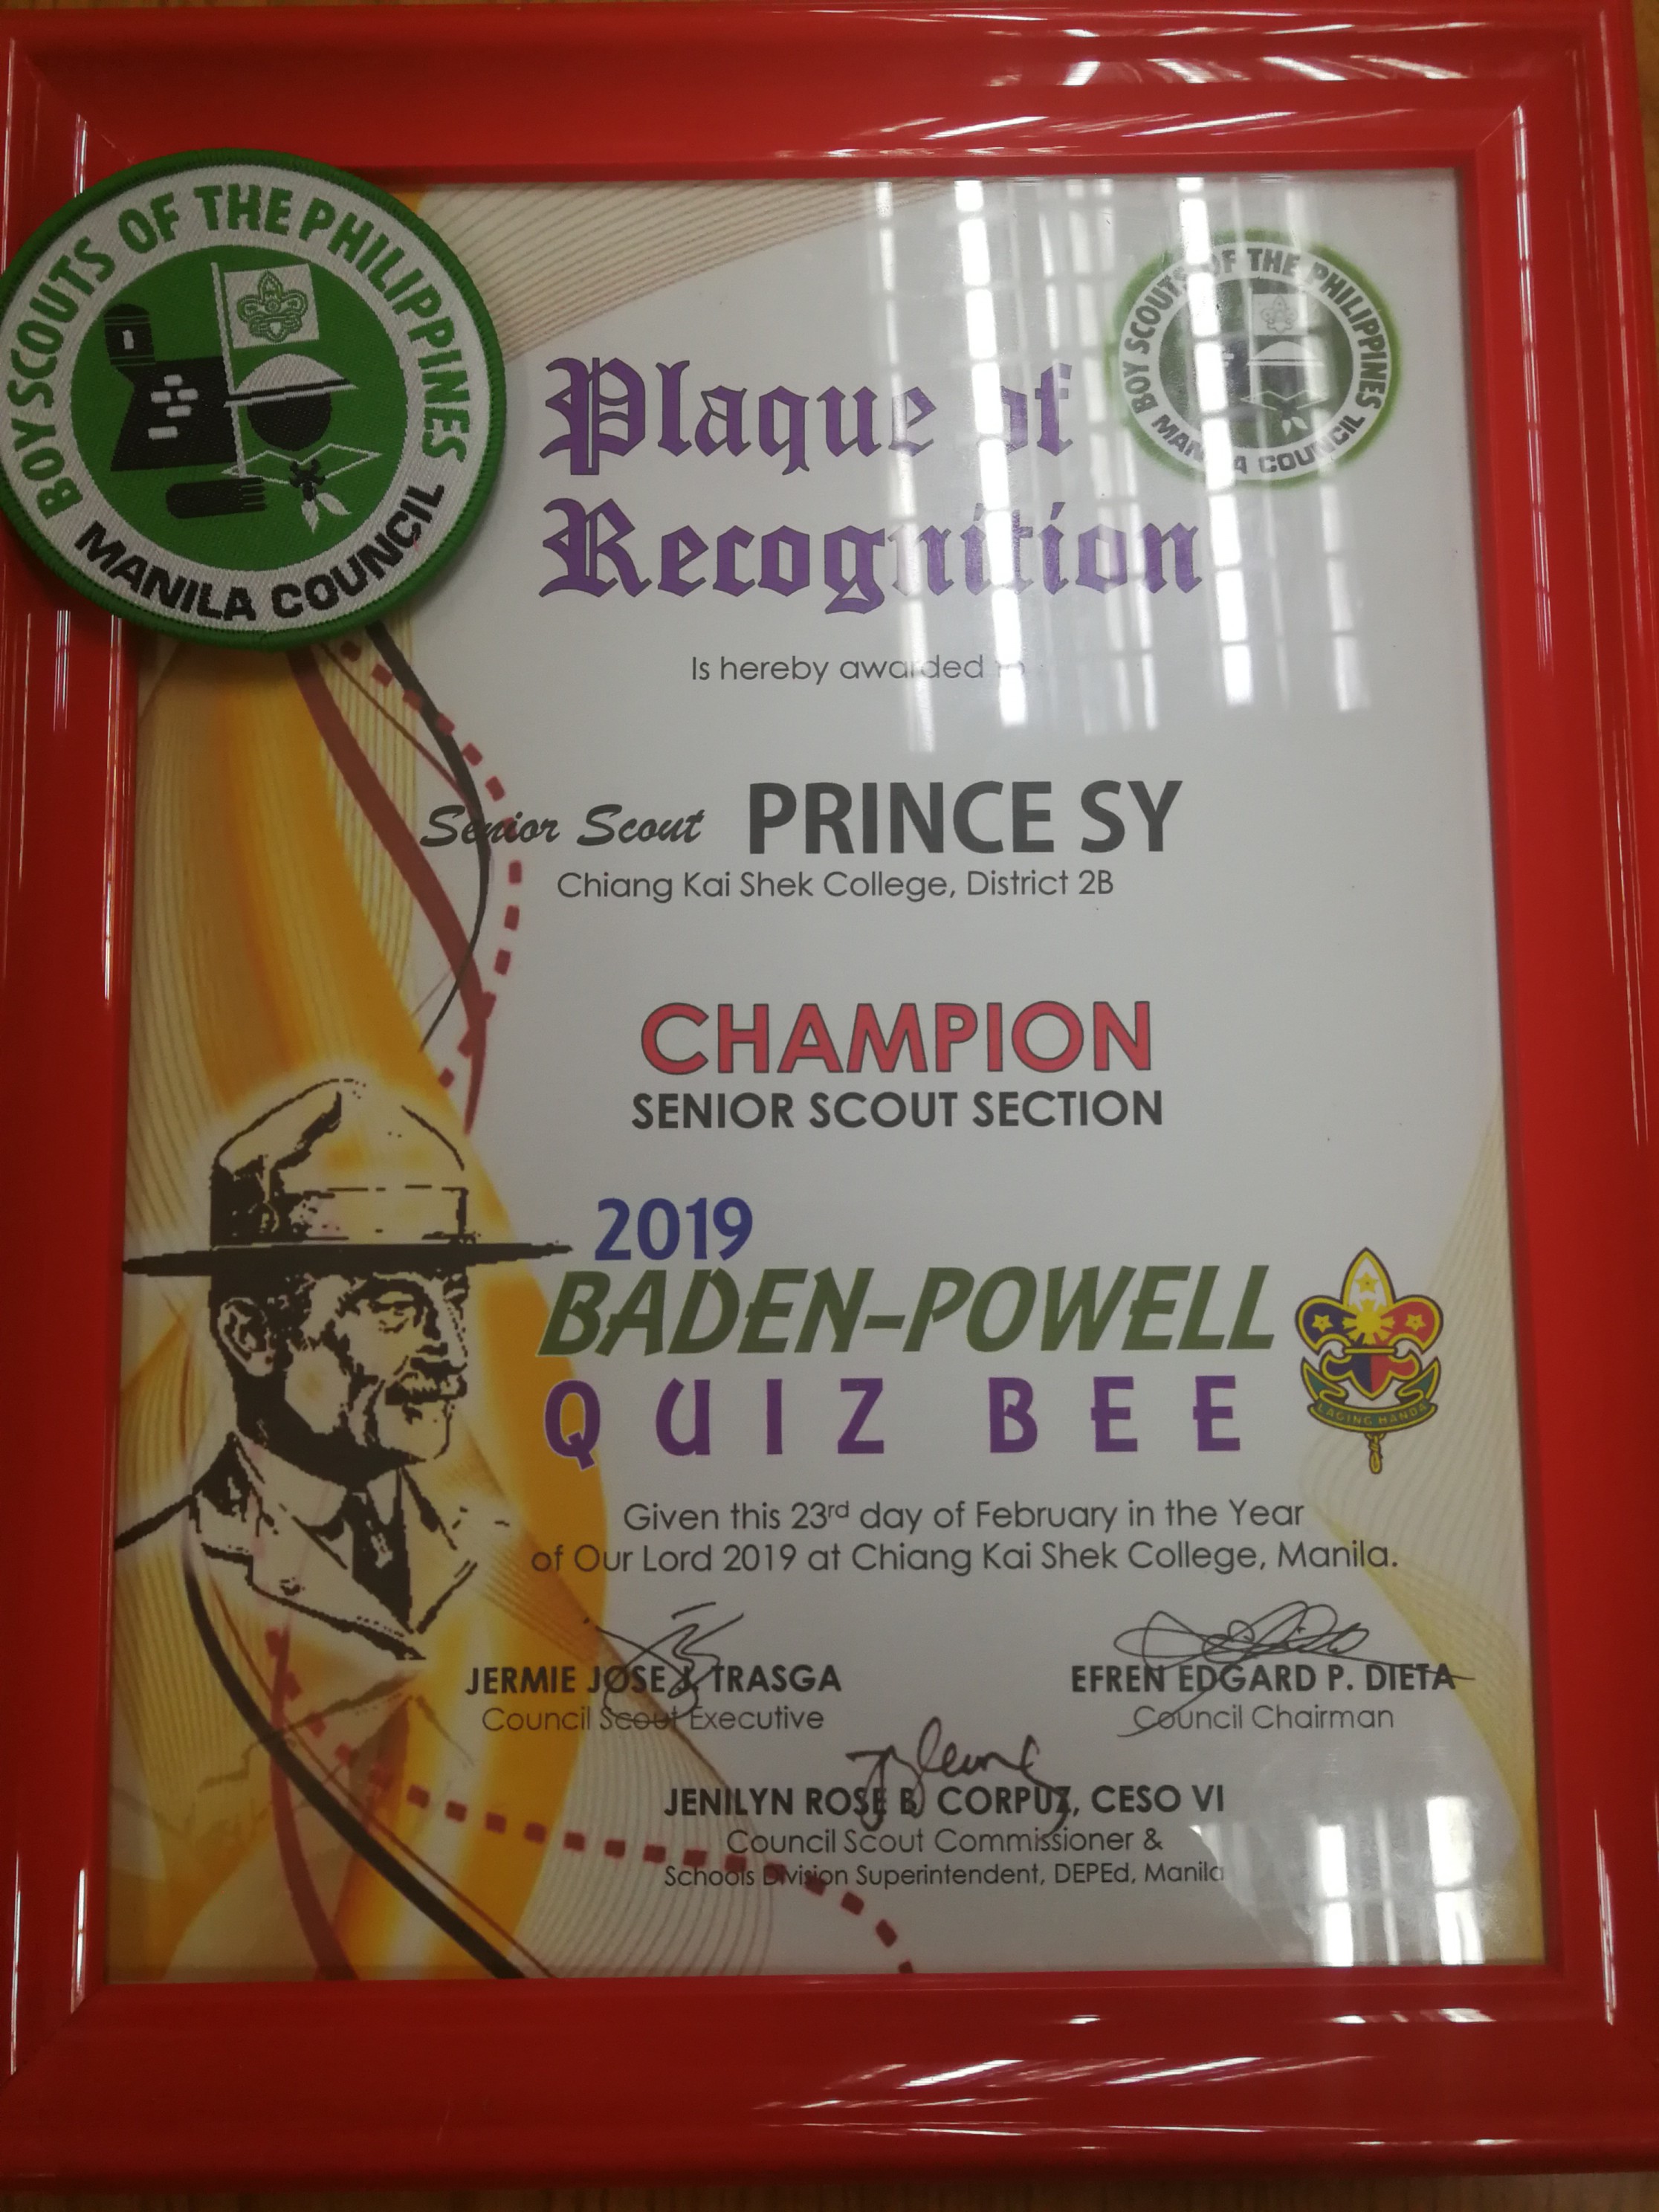 BOY SCOUTS OF THE PHILIPPINES
MANILA COUNCIL
BOY SCOUTS OF THE PHILIPPINES
MANILA COUNCIL
Plaque of
Recognition
Is hereby awarded to
Senior Scout PRINCE SY
Chiang Kai Shek College, District 2B
CHAMPION
SENIOR SCOUT SECTION
2019
BADEN-POWELL
QUIZ BEE
LAGING HANDA
Given this 23rd day of February in the Year
of Our Lord 2019 at Chiang Kai Shek College, Manila.
JERMIE JOSE J. TRASGA
Council Scout Executive
EFREN EDGARD P. DIETA
Council Chairman
JENILYN ROSE B. CORPUZ, CESO VI
Council Scout Commissioner &
Schools Division Superintendent, DEPEd, Manila